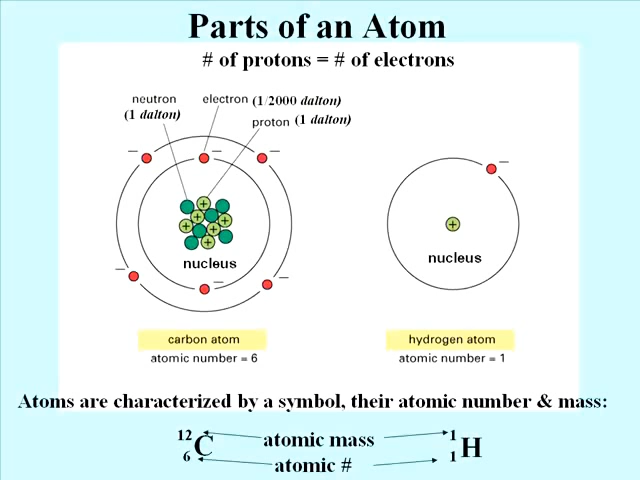 Parts of an Atom
# of protons = # of electrons
neutron
(1 dalton)
electron (1/2000 dalton)
proton (1 dalton)
nucleus
nucleus
carbon atom
atomic number = 6
hydrogen atom
atomic number = 1
Atoms are characterized by a symbol, their atomic number & mass:
12
6 C
atomic mass
atomic #
1
1 H